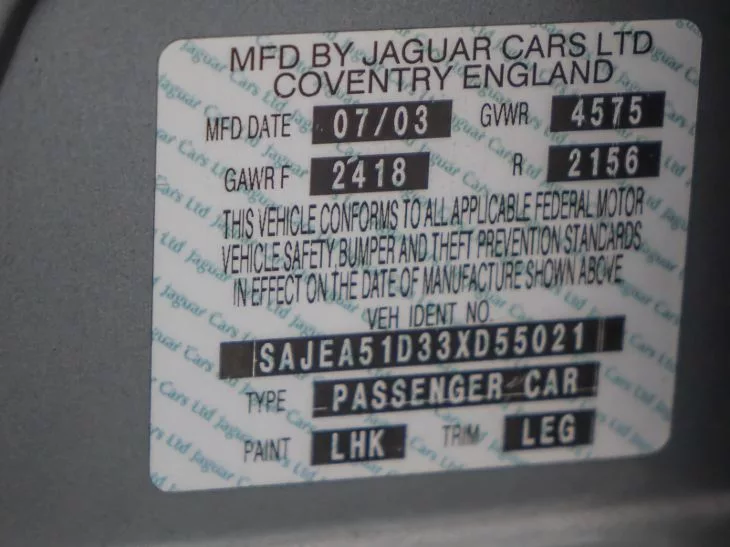 MFD BY JAGUAR CARS LTD
COVENTRY ENGLAND
MFD DATE 07/03 GVWR 4575
GAWR F 2418 R 2156
THIS VEHICLE CONFORMS TO ALL APPLICABLE FEDERAL MOTOR
VEHICLE SAFETY BUMPER AND THEFT PREVENTION STANDARDS
IN EFFECT ON THE DATE OF MANUFACTURE SHOWN ABOVE
VEH IDENT NO.
SAJEA51D33XD55021
TYPE PASSENGER CAR
PAINT LHK TRIM LEG